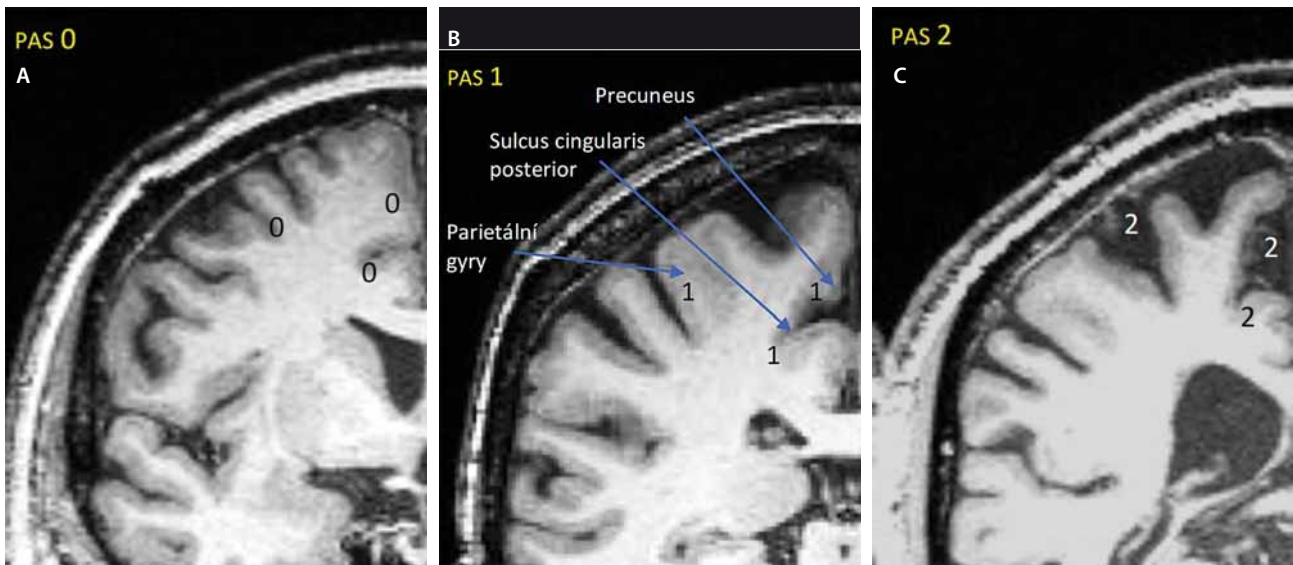 PAS 0
A
0
0
0
B
PAS 1
Precuneus
Sulcus cingularis
posterior
Parietální
gyry
1
1
1
PAS 2
C
2
2
2